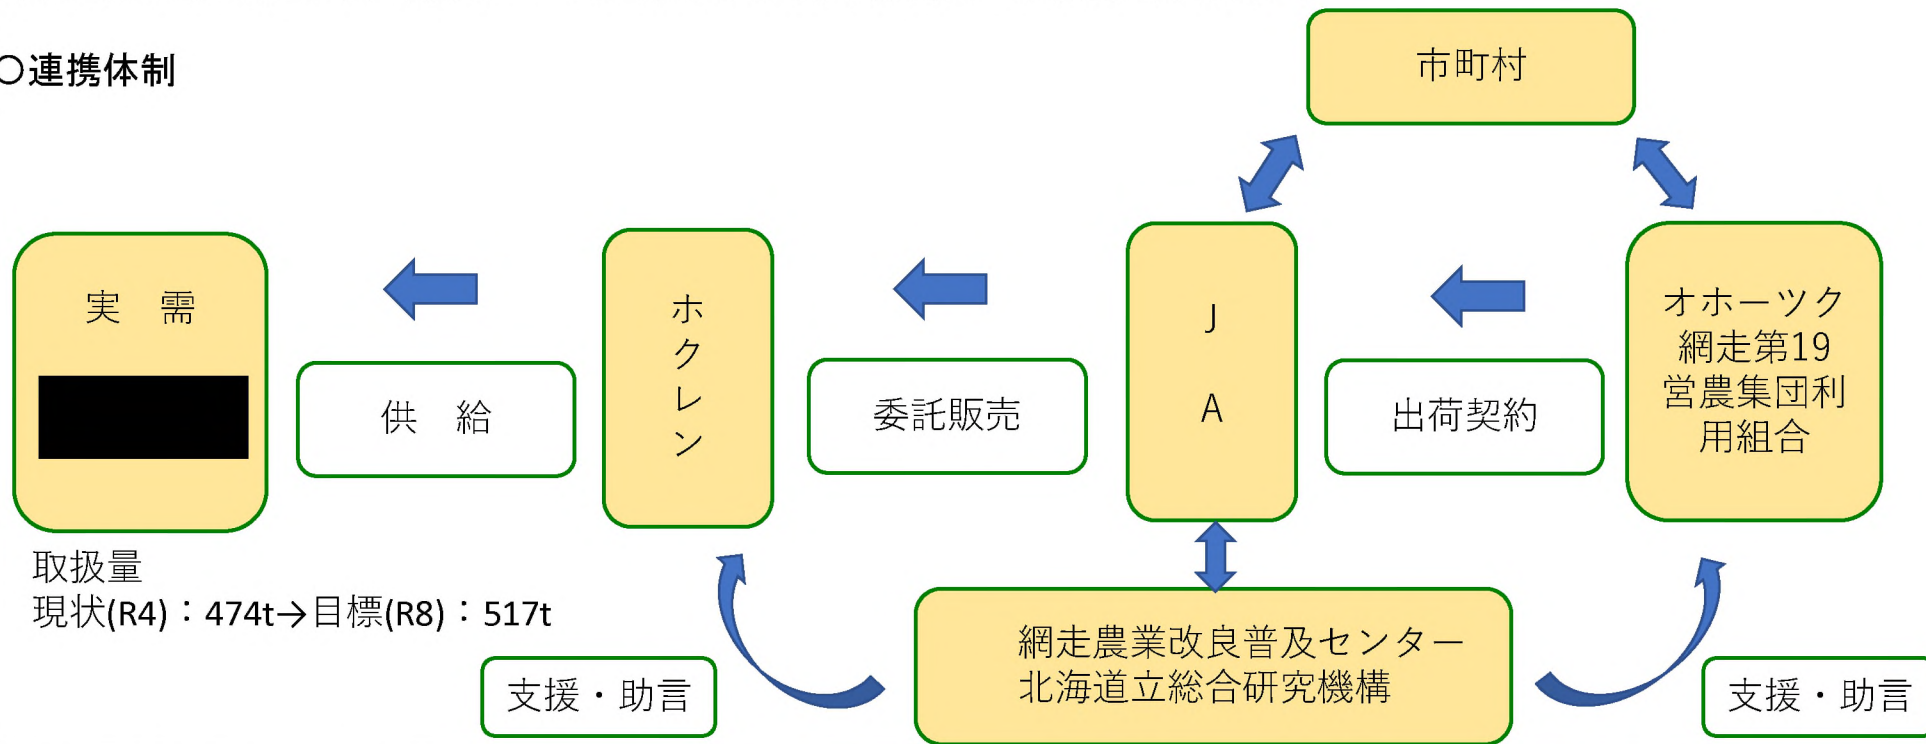 ○連携体制
市町村
実　需
供　給
ホクレン
委託販売
JA
出荷契約
オホーツク
網走第19
営農集団利
用組合
取扱量
現状(R4)：474t→目標(R8)：517t
支援・助言
網走農業改良普及センター
北海道立総合研究機構
支援・助言